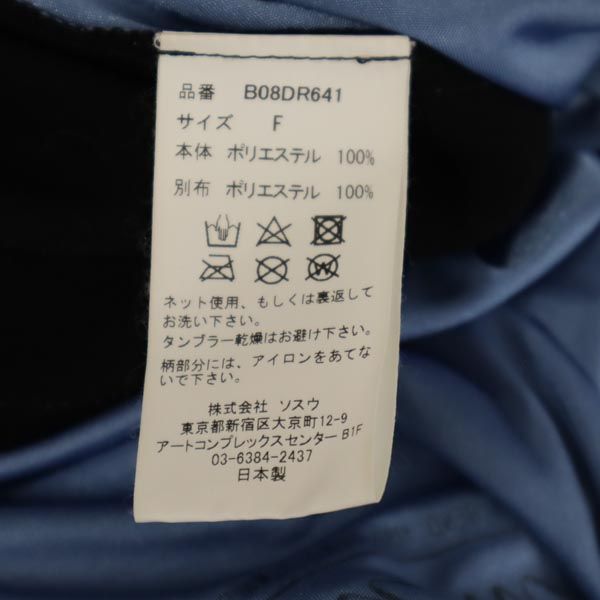 品番 B08DR641
サイズ F
本体 ポリエステル 100%
別布 ポリエステル 100%
ネット使用、もしくは裏返して
お洗い下さい。
タンブラー乾燥はお避け下さい。
柄部分には、アイロンをあてな
いで下さい。
株式会社 ソスウ
東京都新宿区大京町12-9
アートコンプレックスセンター B1F
03-6384-2437
日本製